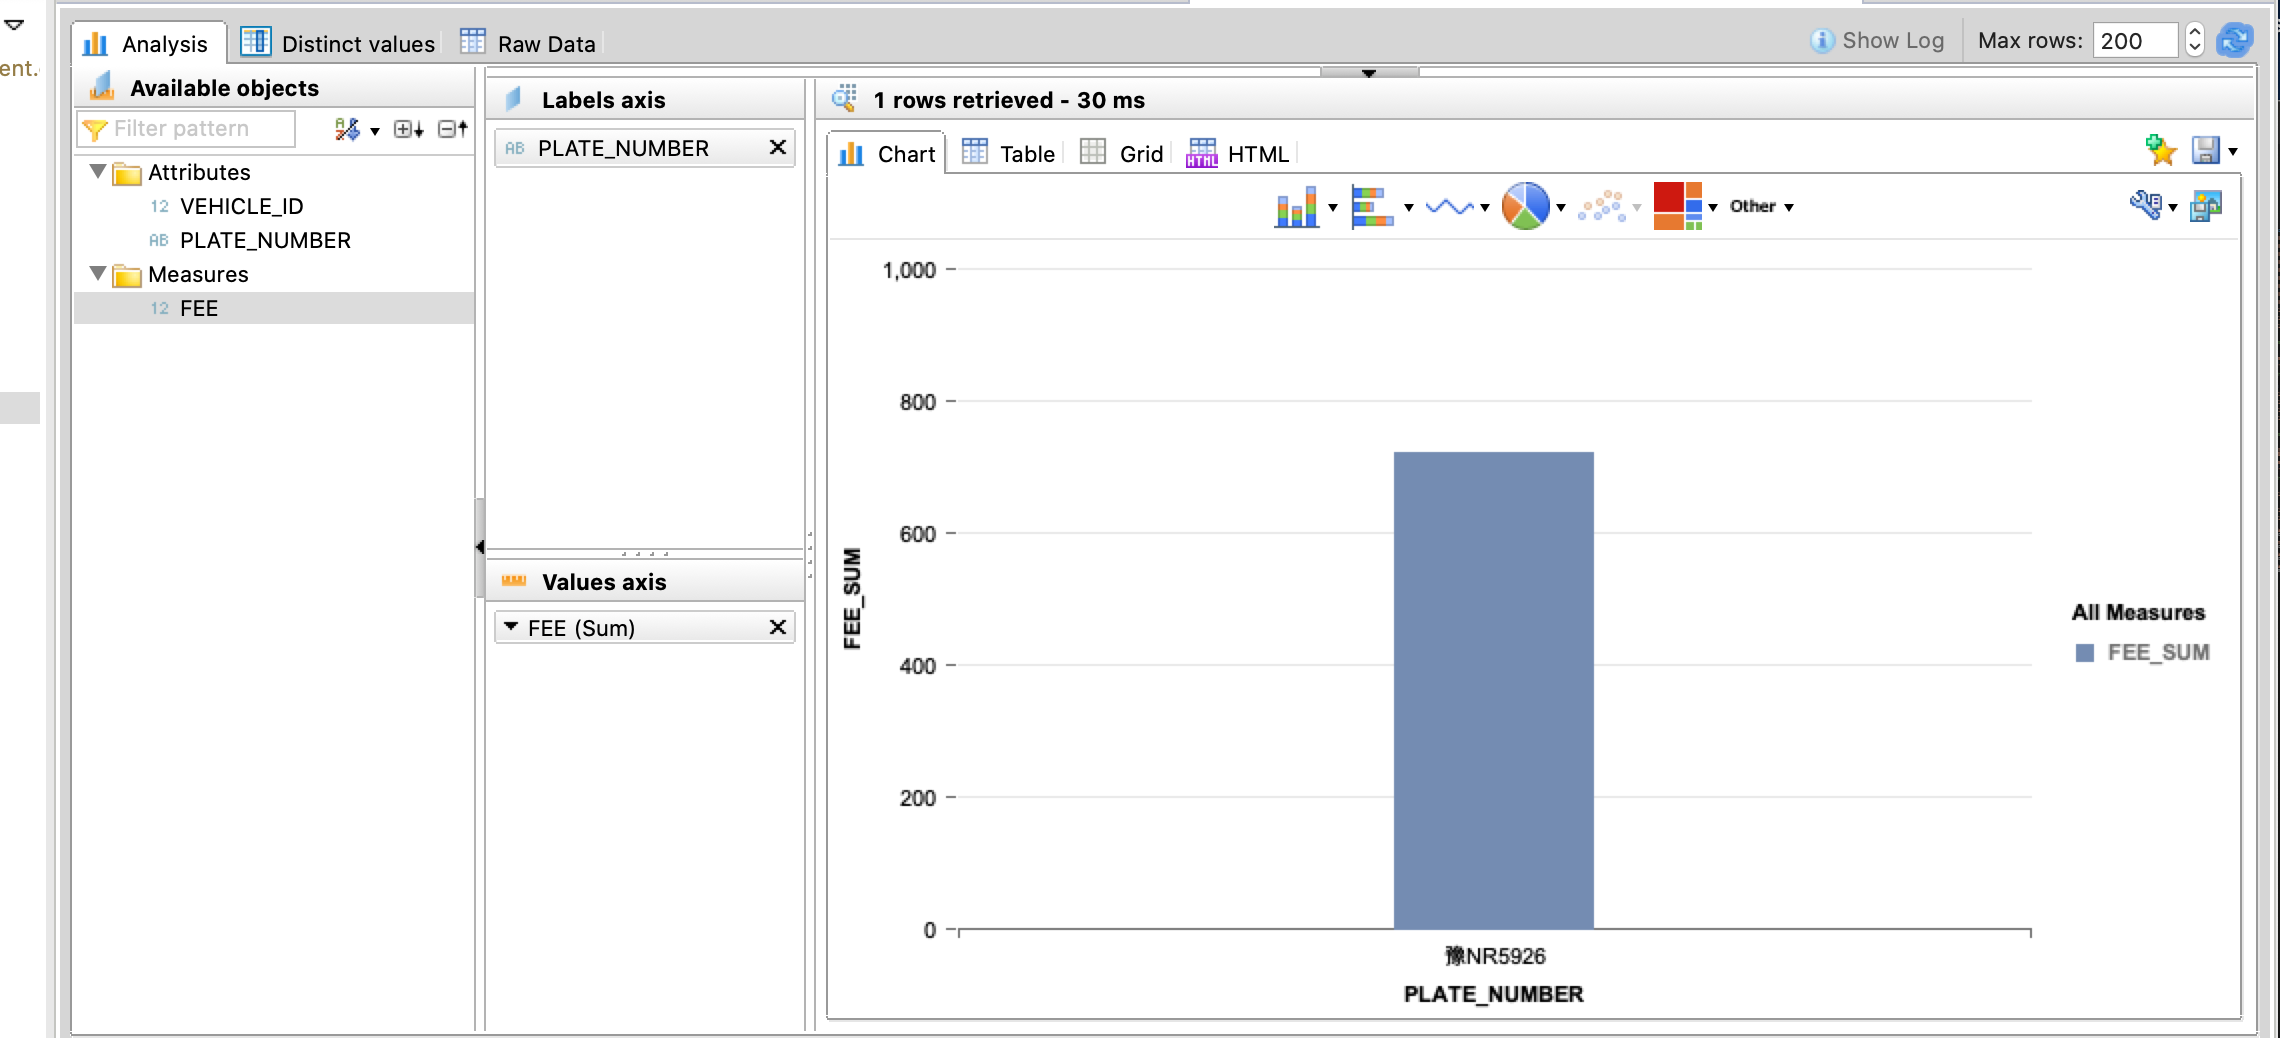 ent.
Analysis
Distinct values
Raw Data
Show Log
Max rows: 200
Available objects
Filter pattern
Attributes
12 VEHICLE_ID
AB PLATE_NUMBER
Measures
12 FEE
Labels axis
AB PLATE_NUMBER
Values axis
FEE (Sum)
1 rows retrieved - 30 ms
Chart
Table
Grid
HTML HTML
Other
1,000
800
600
400
200
0
FEE_SUM
豫NR5926
PLATE_NUMBER
All Measures
FEE_SUM